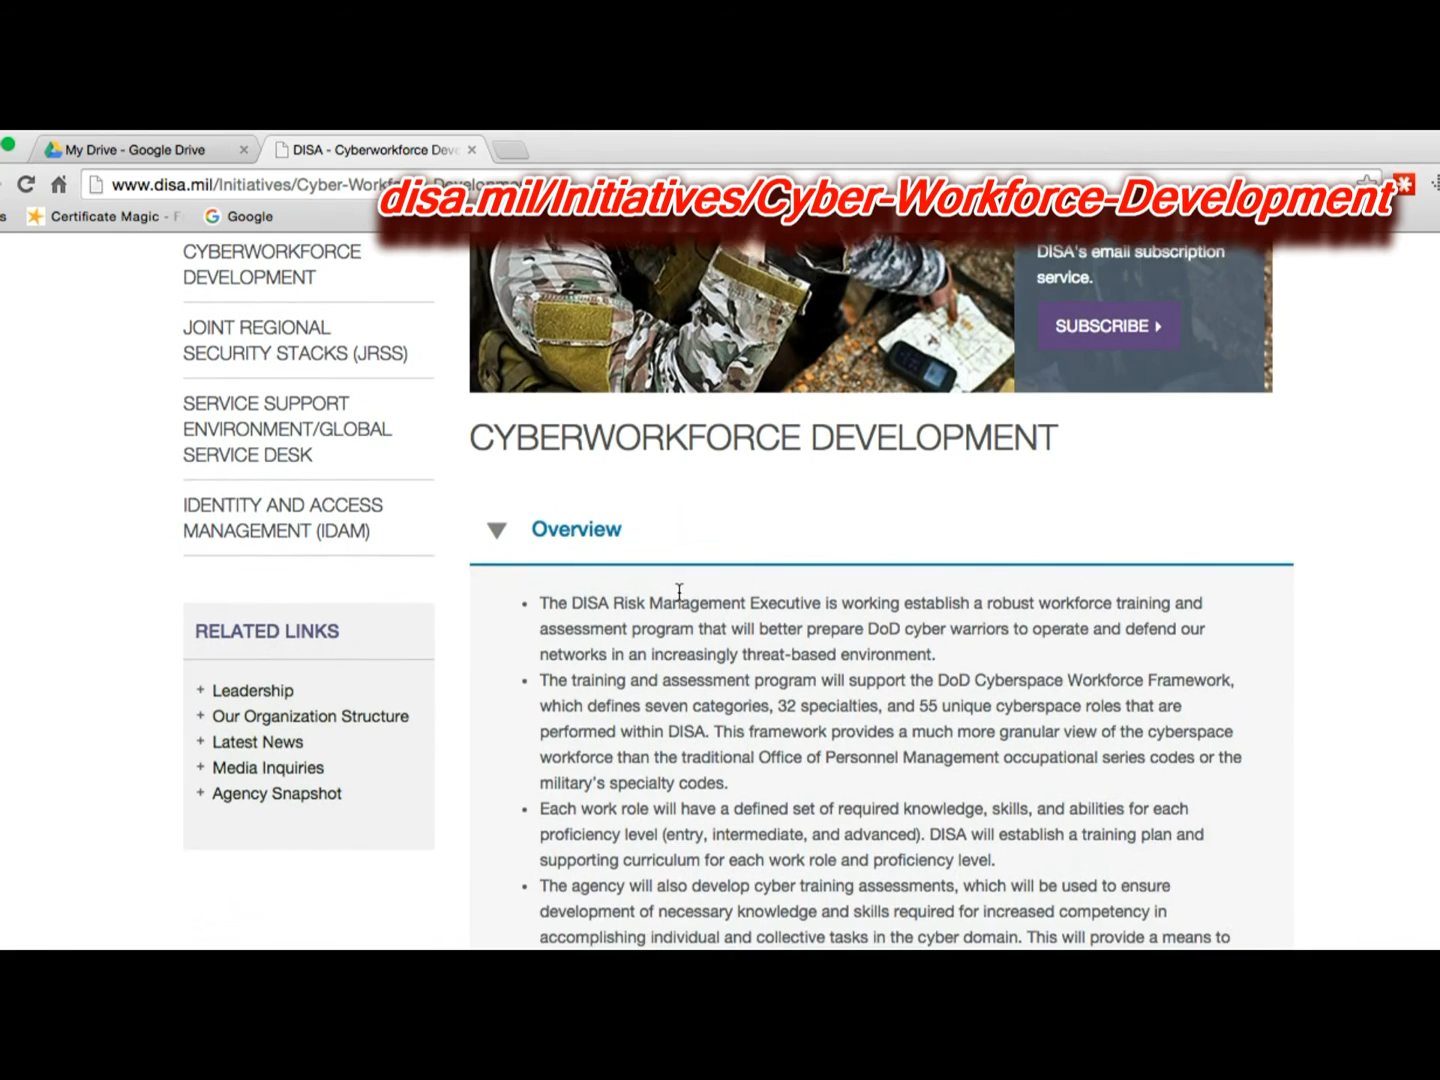 My Drive - Google Drive
DISA - Cyberworkforce Dev
www.disa.mil/Initiatives/Cyber-Workforce-Development
disa.mil/Initiatives/Cyber-Workforce-Development
s
Certificate Magic - F
Google
CYBERWORKFORCE
DEVELOPMENT
JOINT REGIONAL
SECURITY STACKS (JRSS)
SERVICE SUPPORT
ENVIRONMENT/GLOBAL
SERVICE DESK
IDENTITY AND ACCESS
MANAGEMENT (IDAM)
RELATED LINKS
+ Leadership
+ Our Organization Structure
+ Latest News
+ Media Inquiries
+ Agency Snapshot
DISA's email subscription
service.
SUBSCRIBE
CYBERWORKFORCE DEVELOPMENT
Overview
• The DISA Risk Management Executive is working establish a robust workforce training and
assessment program that will better prepare DoD cyber warriors to operate and defend our
networks in an increasingly threat-based environment.
• The training and assessment program will support the DoD Cyberspace Workforce Framework,
which defines seven categories, 32 specialties, and 55 unique cyberspace roles that are
performed within DISA. This framework provides a much more granular view of the cyberspace
workforce than the traditional Office of Personnel Management occupational series codes or the
military's specialty codes.
• Each work role will have a defined set of required knowledge, skills, and abilities for each
proficiency level (entry, intermediate, and advanced). DISA will establish a training plan and
supporting curriculum for each work role and proficiency level.
• The agency will also develop cyber training assessments, which will be used to ensure
development of necessary knowledge and skills required for increased competency in
accomplishing individual and collective tasks in the cyber domain. This will provide a means to